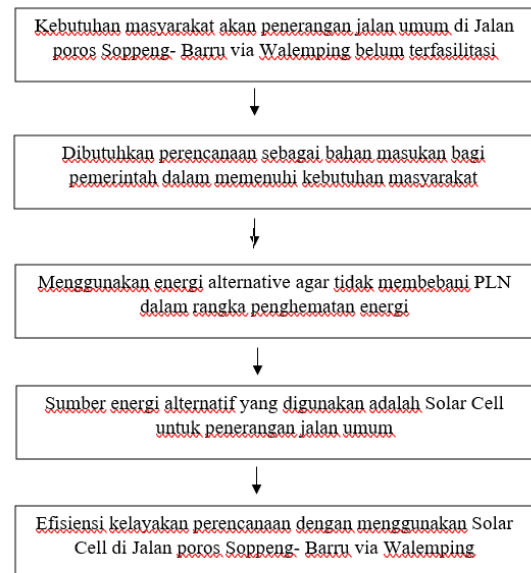 Kebutuhan masyarakat akan penerangan jalan umum di Jalan
poros Soppeng- Barru via Walemping belum terfasilitasi
Dibutuhkan perencanaan sebagai bahan masukan bagi
pemerintah dalam memenuhi kebutuhan masyarakat
Menggunakan energi alternative agar tidak membebani PLN
dalam rangka penghematan energi
Sumber energi alternatif yang digunakan adalah Solar Cell
untuk penerangan jalan umum
Efisiensi kelayakan perencanaan dengan menggunakan Solar
Cell di Jalan poros Soppeng- Barru via Walemping